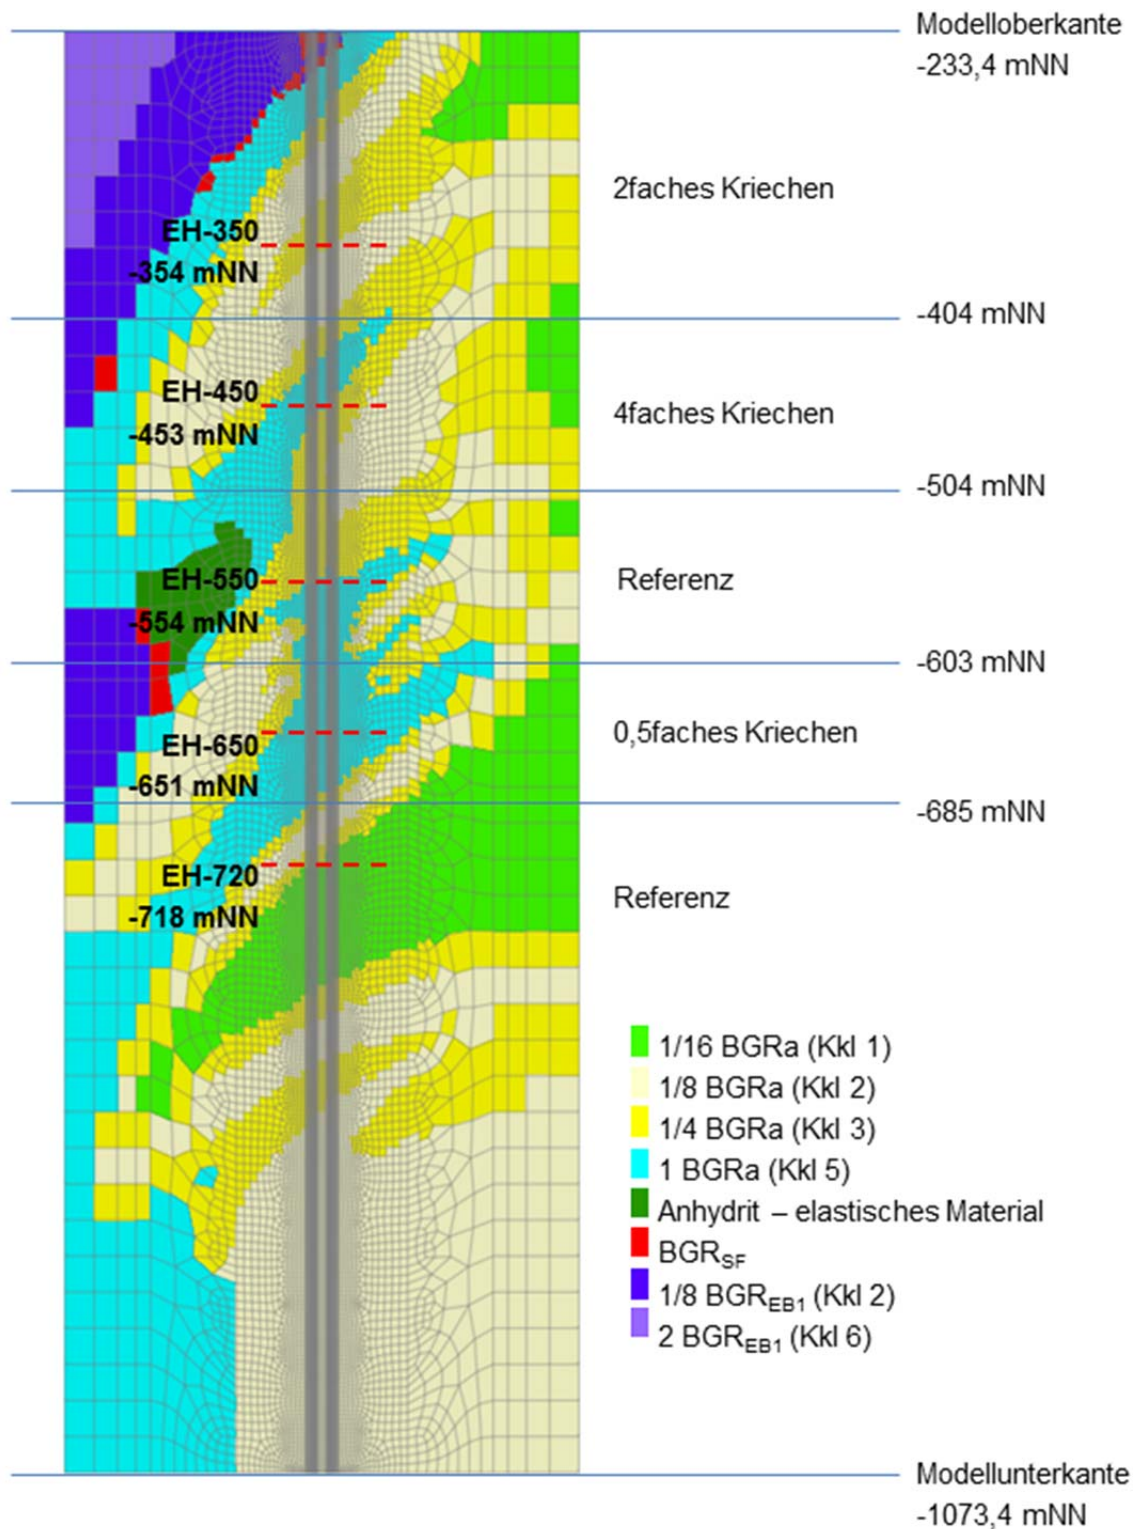 Modelloberkante
-233,4 mNN
2faches Kriechen
EH-350
-354 mNN
-404 mNN
EH-450
-453 mNN
4faches Kriechen
-504 mNN
EH-550
-554 mNN
Referenz
-603 mNN
EH-650
-651 mNN
0,5faches Kriechen
-685 mNN
EH-720
-718 mNN
Referenz
1/16 BGRa (Kkl 1)
1/8 BGRa (Kkl 2)
1/4 BGRa (Kkl 3)
1 BGRa (Kkl 5)
Anhydrit – elastisches Material
BGRSF
1/8 BGREB1 (Kkl 2)
2 BGREB1 (Kkl 6)
Modellunterkante
-1073,4 mNN